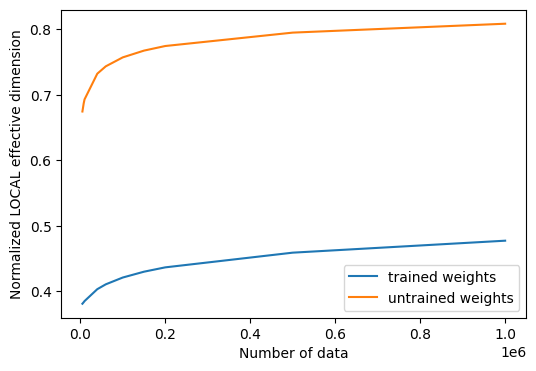 Normalized LOCAL effective dimension
0.8
0.7
0.6
0.5
0.4
0.0 0.2 0.4 0.6 0.8 1.0
1e6
Number of data
trained weights
untrained weights